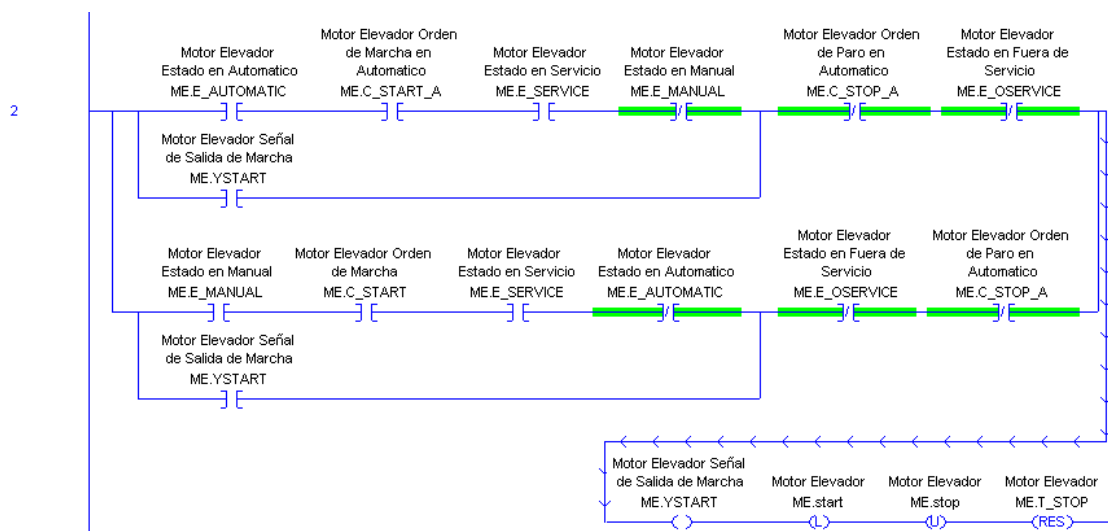 2
Motor Elevador
Estado en Automatico
ME.E_AUTOMATIC
Motor Elevador Orden
de Marcha en
Automatico
ME.C_START_A
Motor Elevador
Estado en Servicio
ME.E_SERVICE
Motor Elevador
Estado en Manual
ME.E_MANUAL
Motor Elevador Orden
de Paro en
Automatico
ME.C_STOP_A
Motor Elevador
Estado en Fuera de
Servicio
ME.E_OSERVICE
Motor Elevador Señal
de Salida de Marcha
ME.YSTART
Motor Elevador
Estado en Manual
ME.E_MANUAL
Motor Elevador Orden
de Marcha
ME.C_START
Motor Elevador
Estado en Servicio
ME.E_SERVICE
Motor Elevador
Estado en Automatico
ME.E_AUTOMATIC
Motor Elevador
Estado en Fuera de
Servicio
ME.E_OSERVICE
Motor Elevador Orden
de Paro en
Automatico
ME.C_STOP_A
Motor Elevador Señal
de Salida de Marcha
ME.YSTART
Motor Elevador Señal
de Salida de Marcha
ME.YSTART
Motor Elevador
ME.start
L
Motor Elevador
ME.stop
U
Motor Elevador
ME.T_STOP
RES